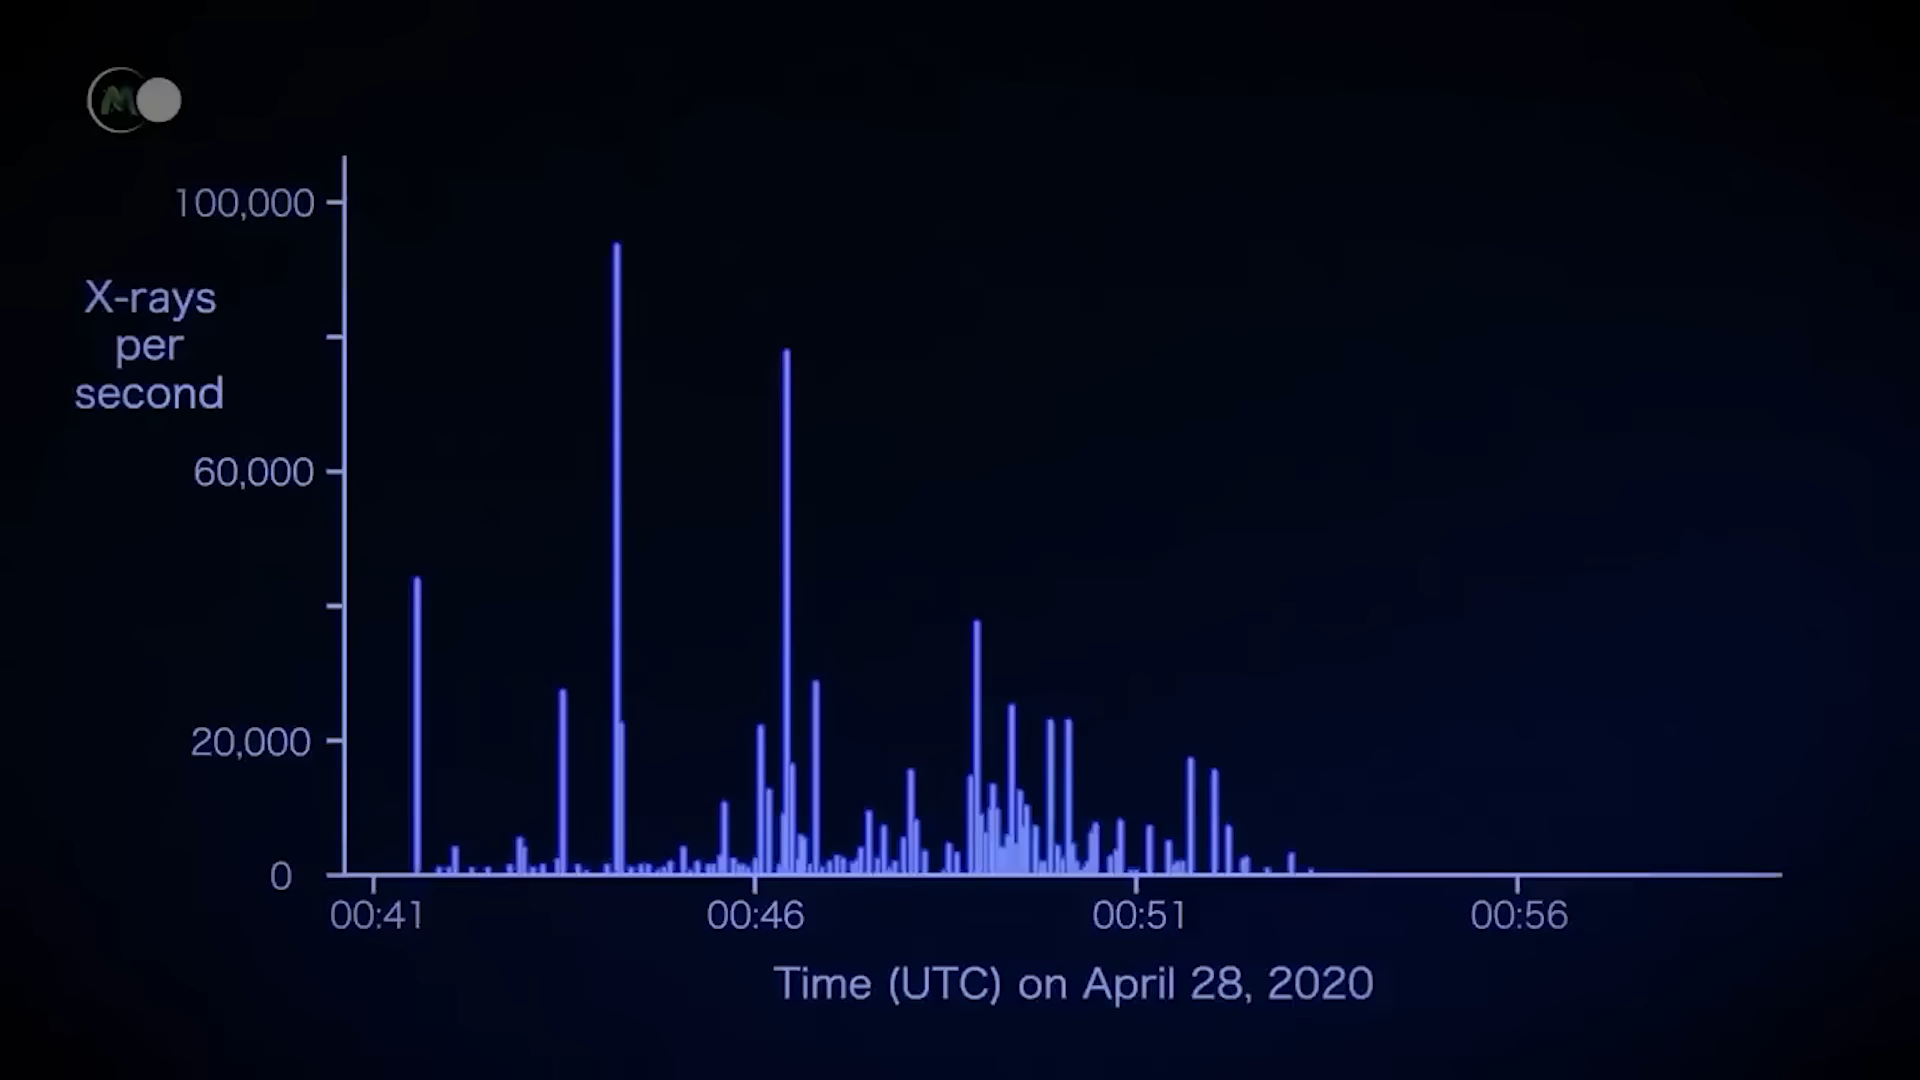 M
100,000
X-rays
per
second
60,000
20,000
0
00:41 00:46 00:51 00:56
Time (UTC) on April 28, 2020